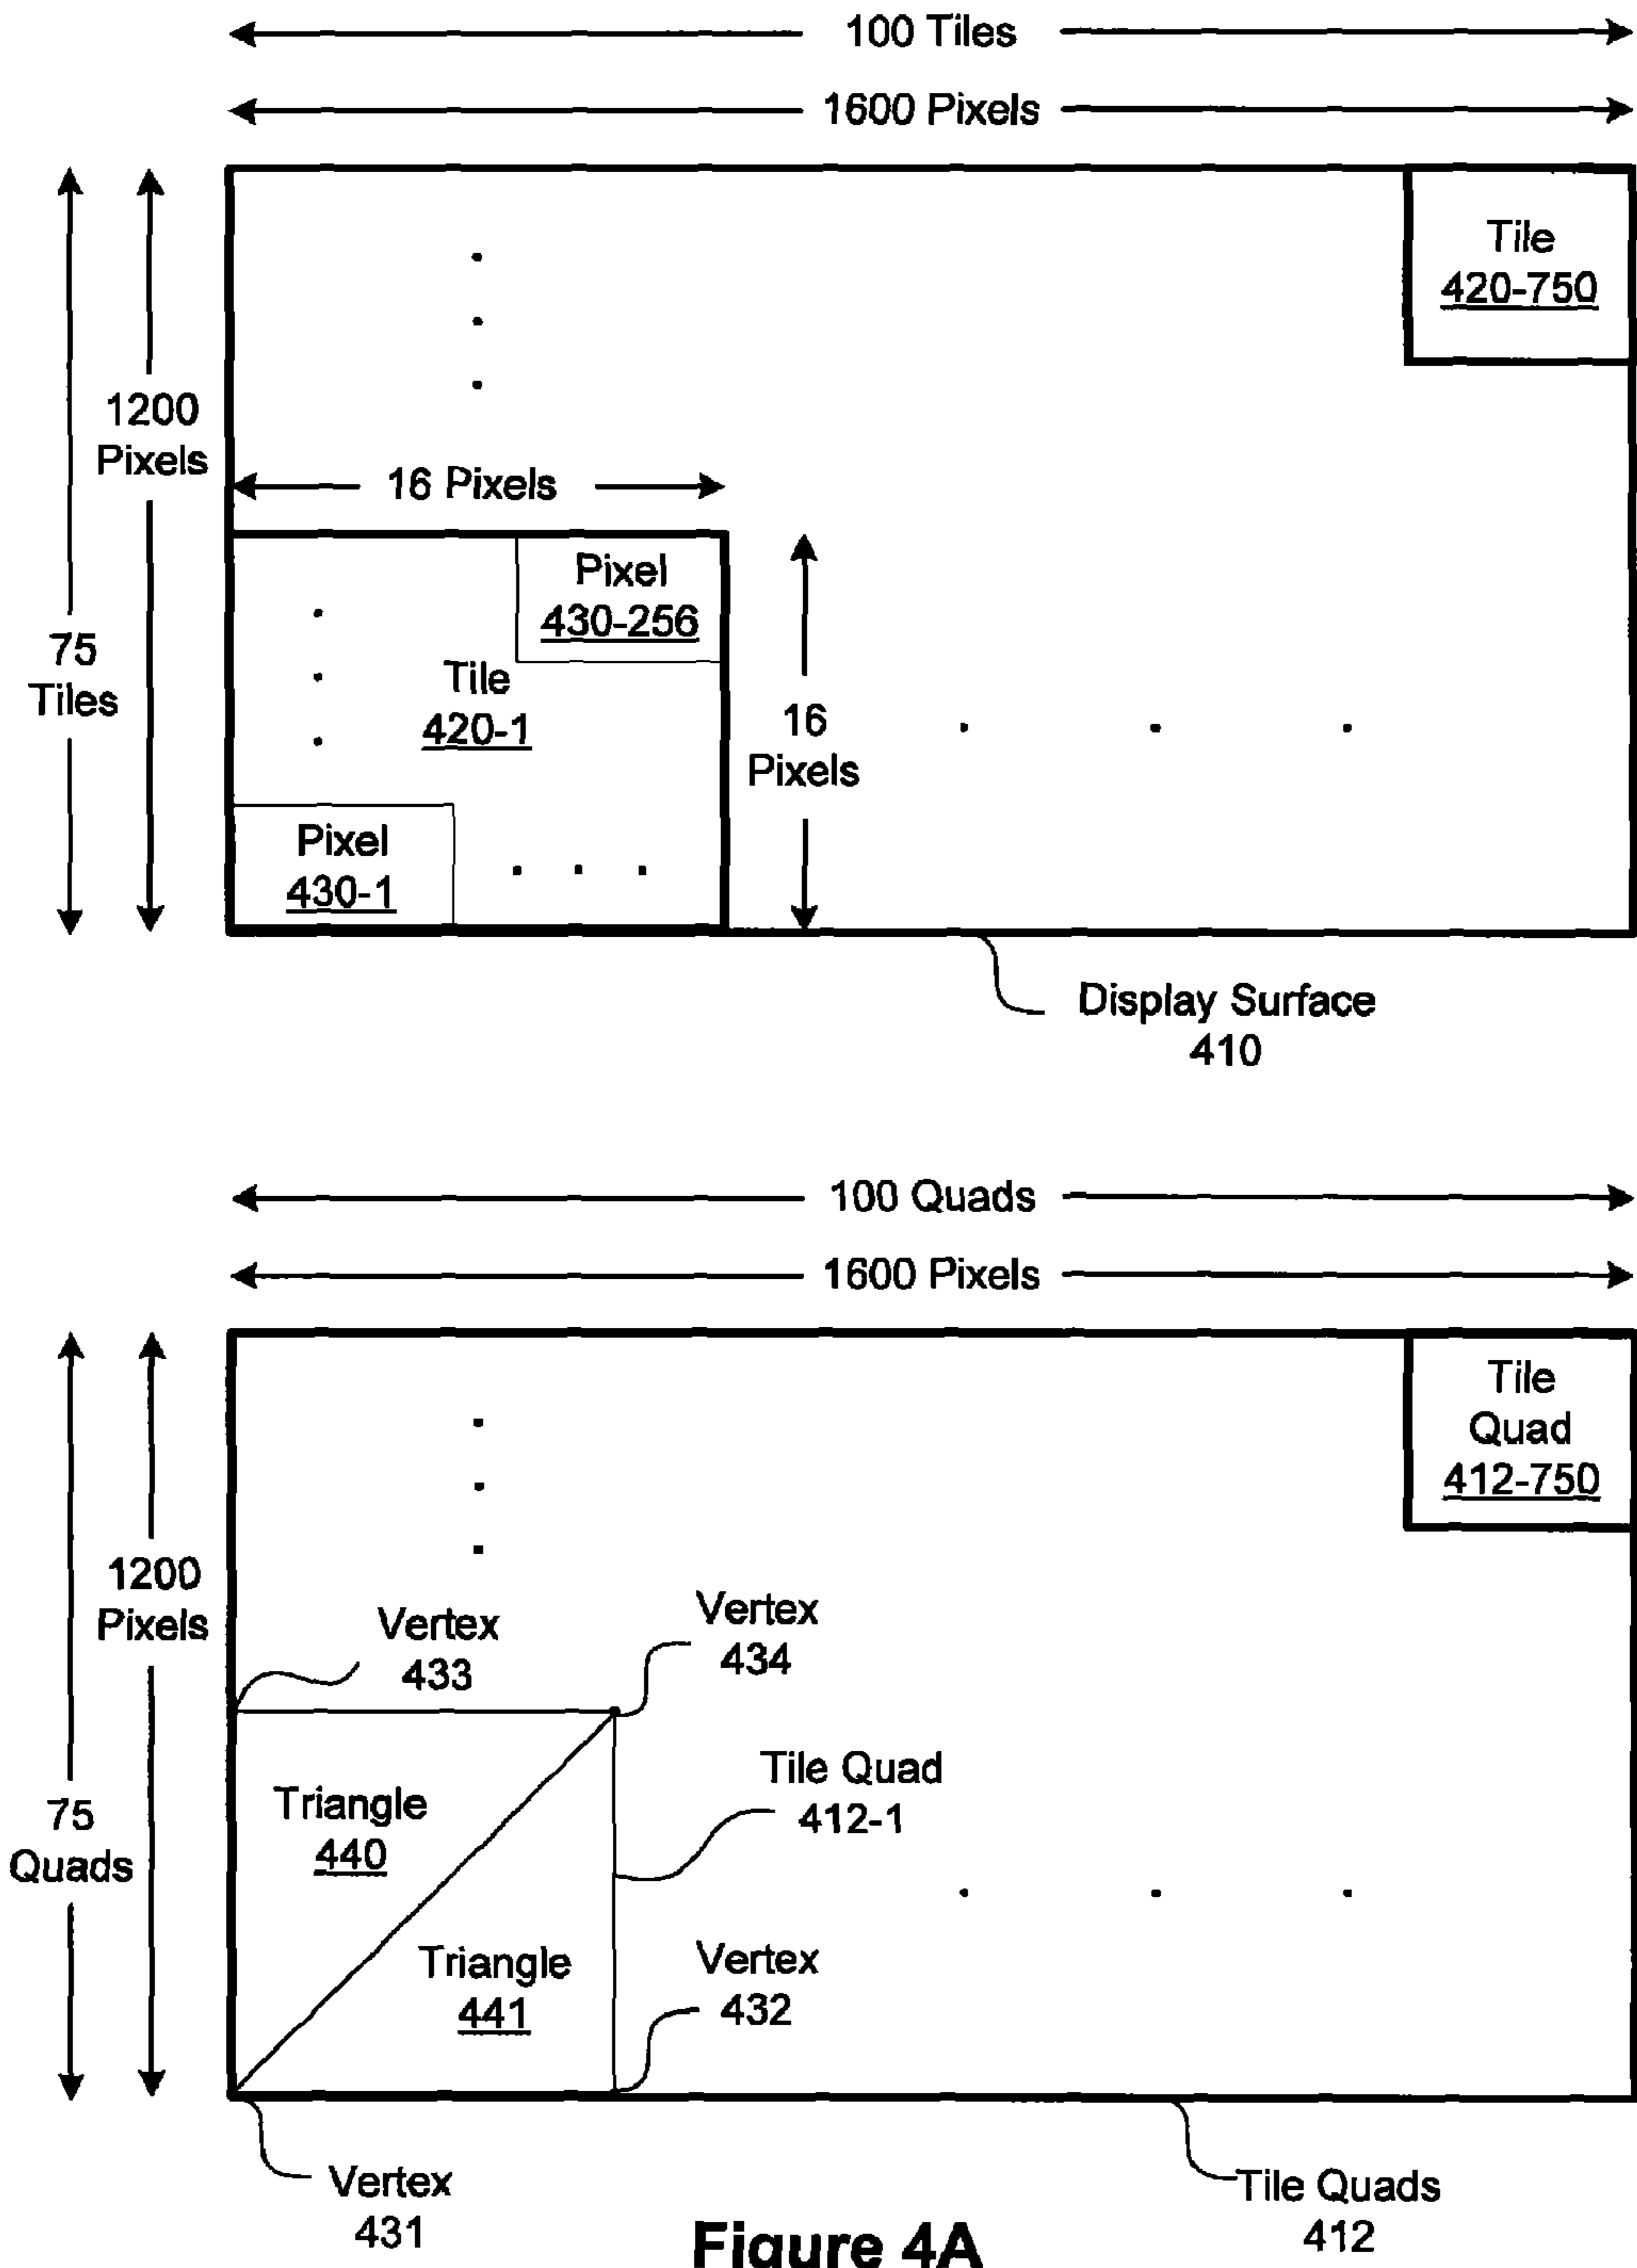 100 Tiles
1600 Pixels
Tile
420-750
1200
Pixels
16 Pixels
Pixel
430-256
75
Tiles
Tile
420-1
16
Pixels
Pixel
430-1
Display Surface
410
100 Quads
1600 Pixels
Tile
Quad
412-750
1200
Pixels
Vertex
433
Vertex
434
Tile Quad
412-1
Triangle
440
75
Quads
Triangle
441
Vertex
432
Vertex
431
Tile Quads
412
Figure 4A